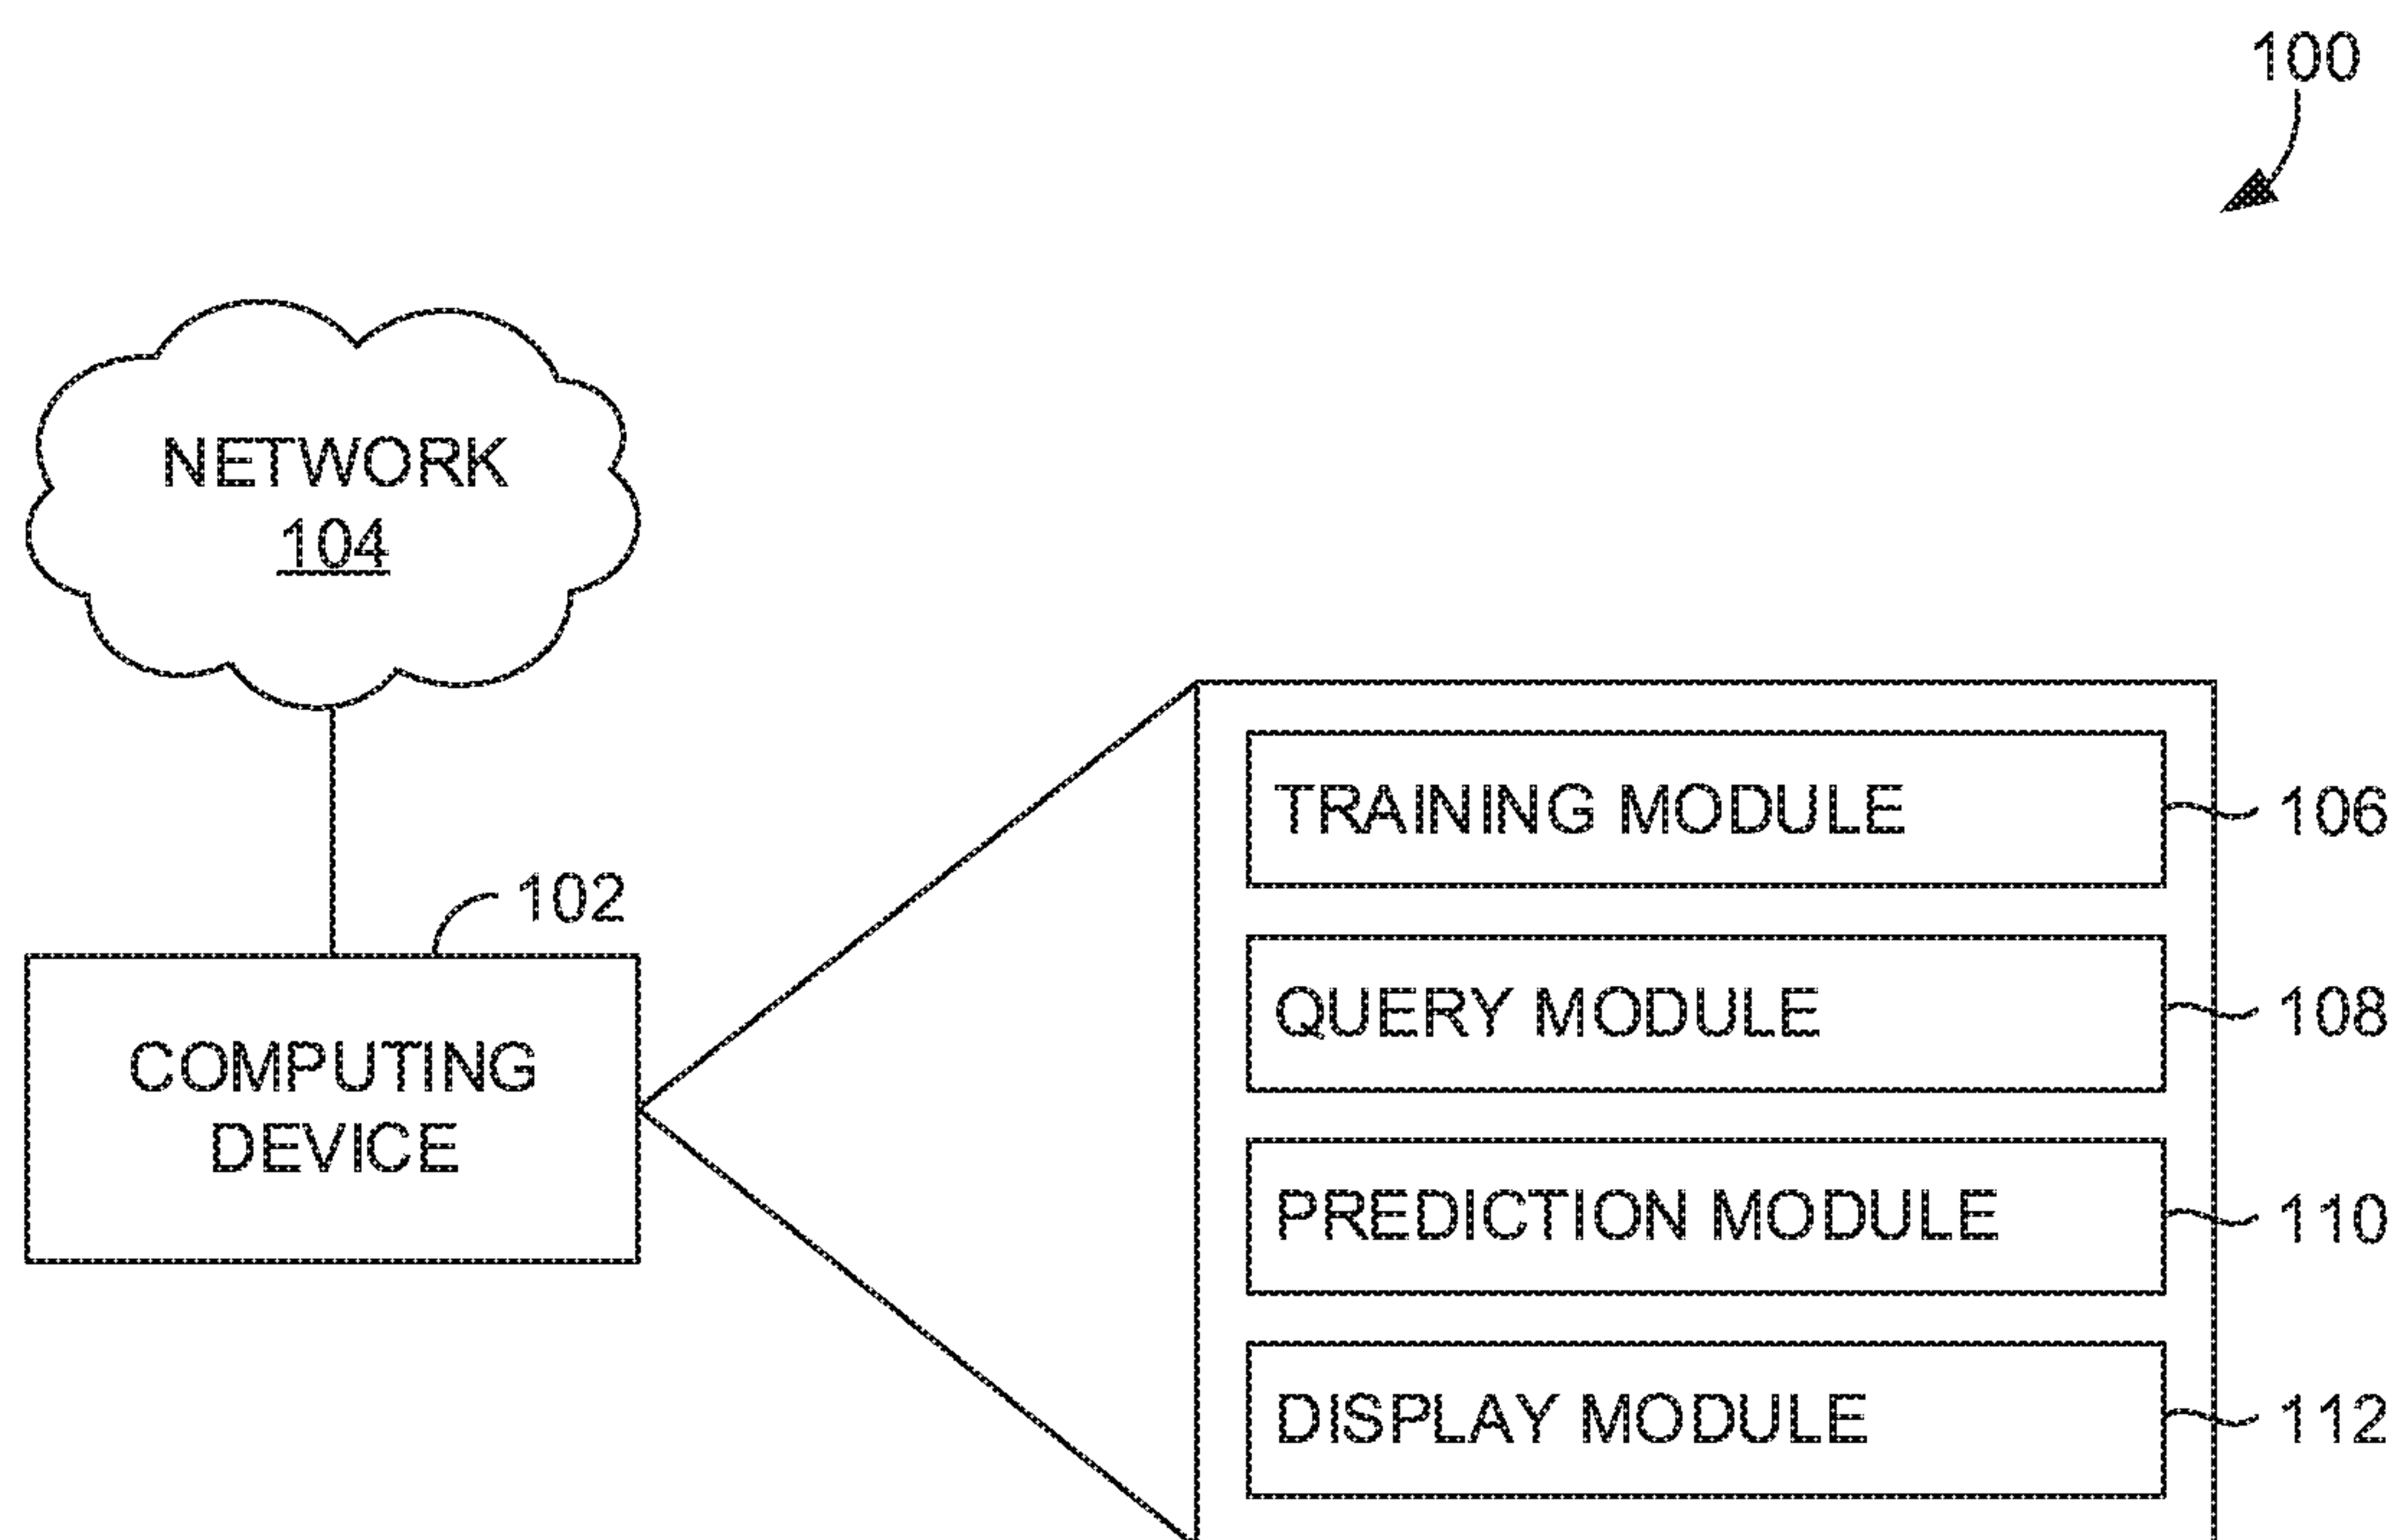 100
NETWORK
104
102
COMPUTING
DEVICE
TRAINING MODULE
106
QUERY MODULE
108
PREDICTION MODULE
110
DISPLAY MODULE
112